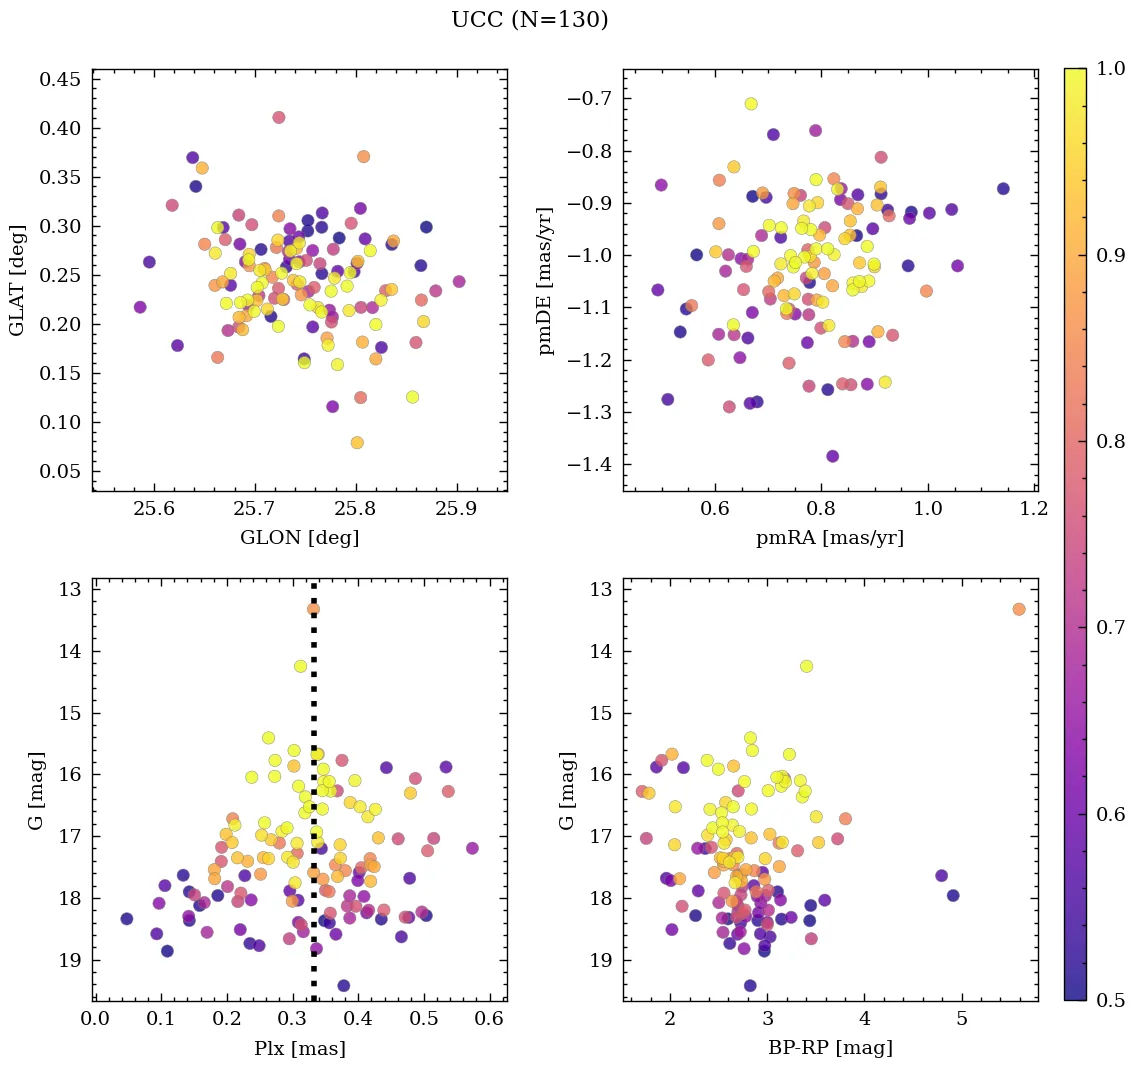 UCC (N=130)
0.45
0.40
0.35
0.30
0.25
0.20
0.15
0.10
0.05
GLAT [deg]
25.6 25.7 25.8 25.9
GLON [deg]
−0.7
−0.8
−0.9
−1.0
−1.1
−1.2
−1.3
−1.4
pmDE [mas/yr]
0.6 0.8 1.0 1.2
pmRA [mas/yr]
13
14
15
16
17
18
19
G [mag]
0.0 0.1 0.2 0.3 0.4 0.5 0.6
Plx [mas]
13
14
15
16
17
18
19
G [mag]
2 3 4 5
BP-RP [mag]
1.0
0.9
0.8
0.7
0.6
0.5